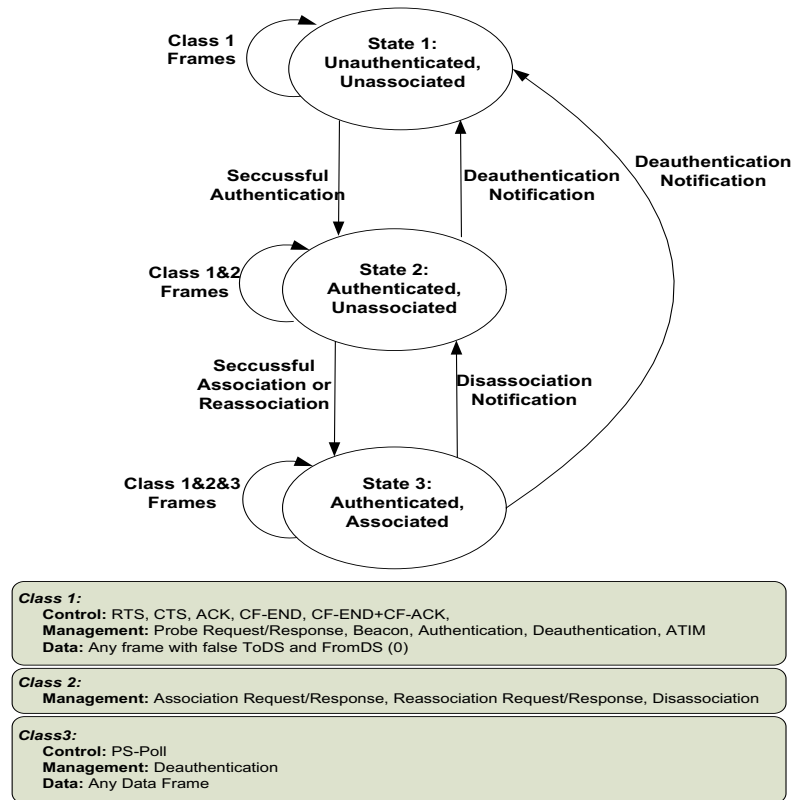 Class 1
Frames
State 1:
Unauthenticated,
Unassociated
Seccussful
Authentication
Deauthentication
Notification
Deauthentication
Notification
Class 1&2
Frames
State 2:
Authenticated,
Unassociated
Seccussful
Association or
Reassociation
Disassociation
Notification
Class 1&2&3
Frames
State 3:
Authenticated,
Associated
Class 1:
Control: RTS, CTS, ACK, CF-END, CF-END+CF-ACK,
Management: Probe Request/Response, Beacon, Authentication, Deauthentication, ATIM
Data: Any frame with false ToDS and FromDS (0)
Class 2:
Management: Association Request/Response, Reassociation Request/Response, Disassociation
Class3:
Control: PS-Poll
Management: Deauthentication
Data: Any Data Frame